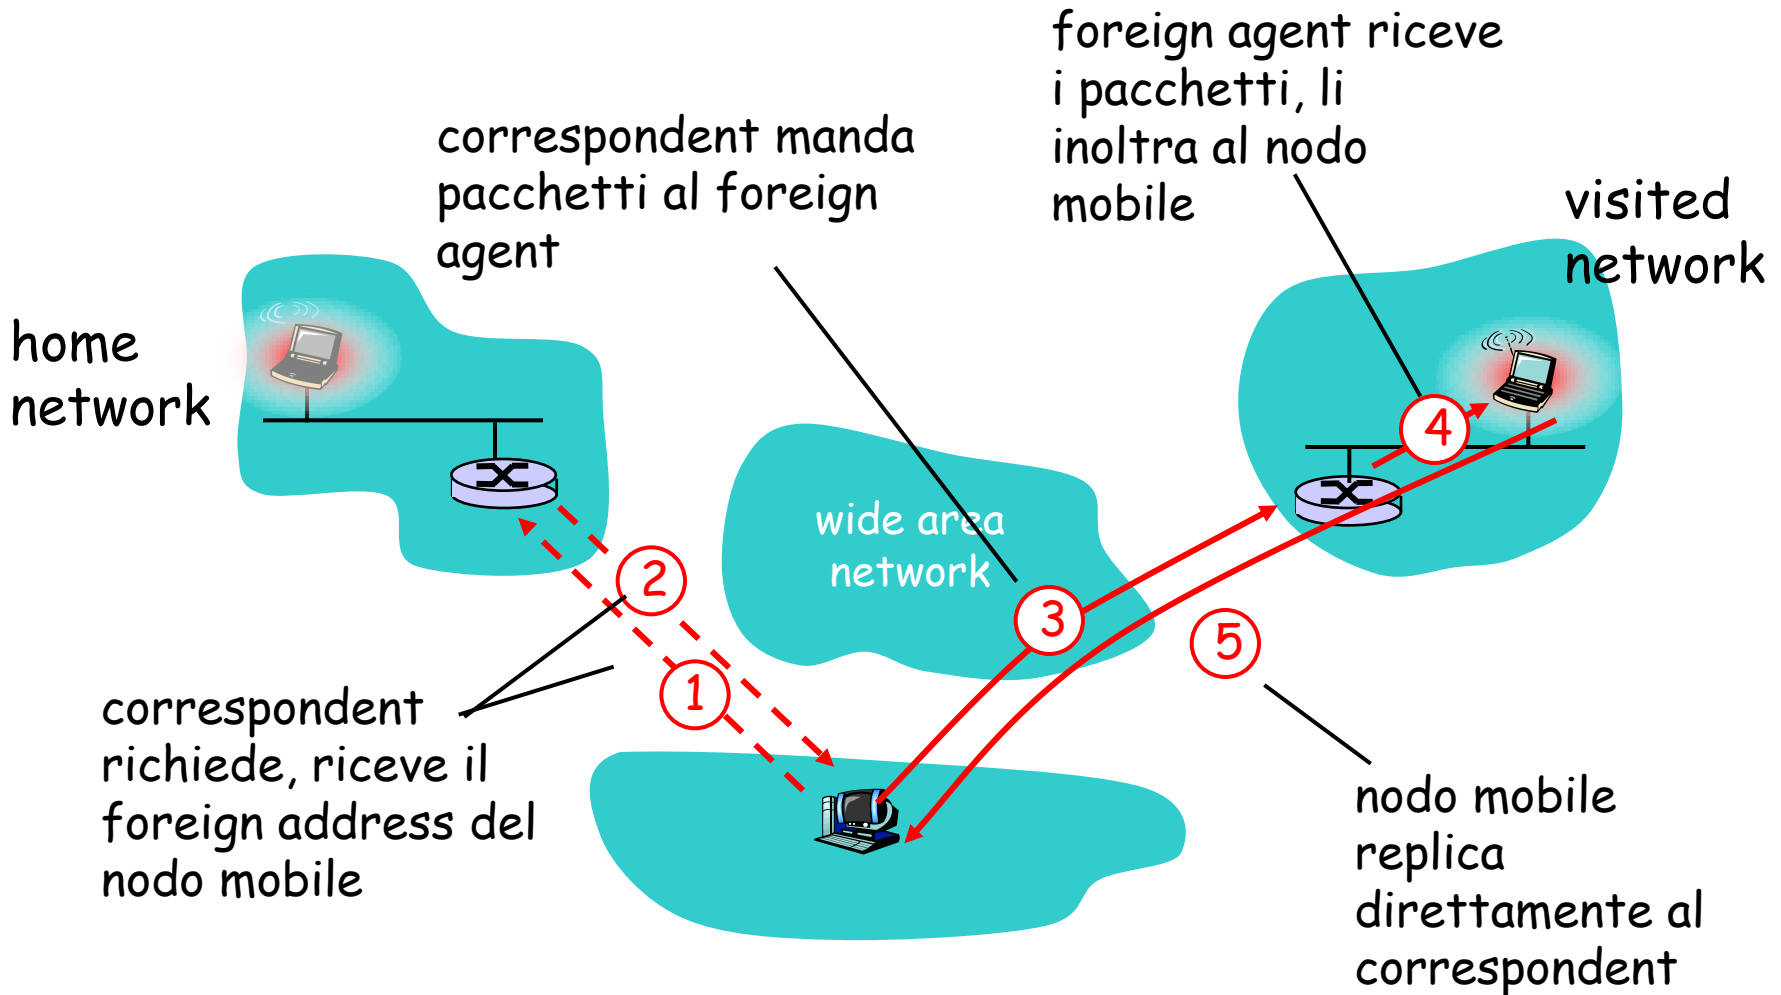 foreign agent riceve
i pacchetti, li
inoltra al nodo
mobile
correspondent manda
pacchetti al foreign
agent
visited
network
home
network
wide area
network
4
2
3
5
1
correspondent
richiede, riceve il
foreign address del
nodo mobile
nodo mobile
replica
direttamente al
correspondent